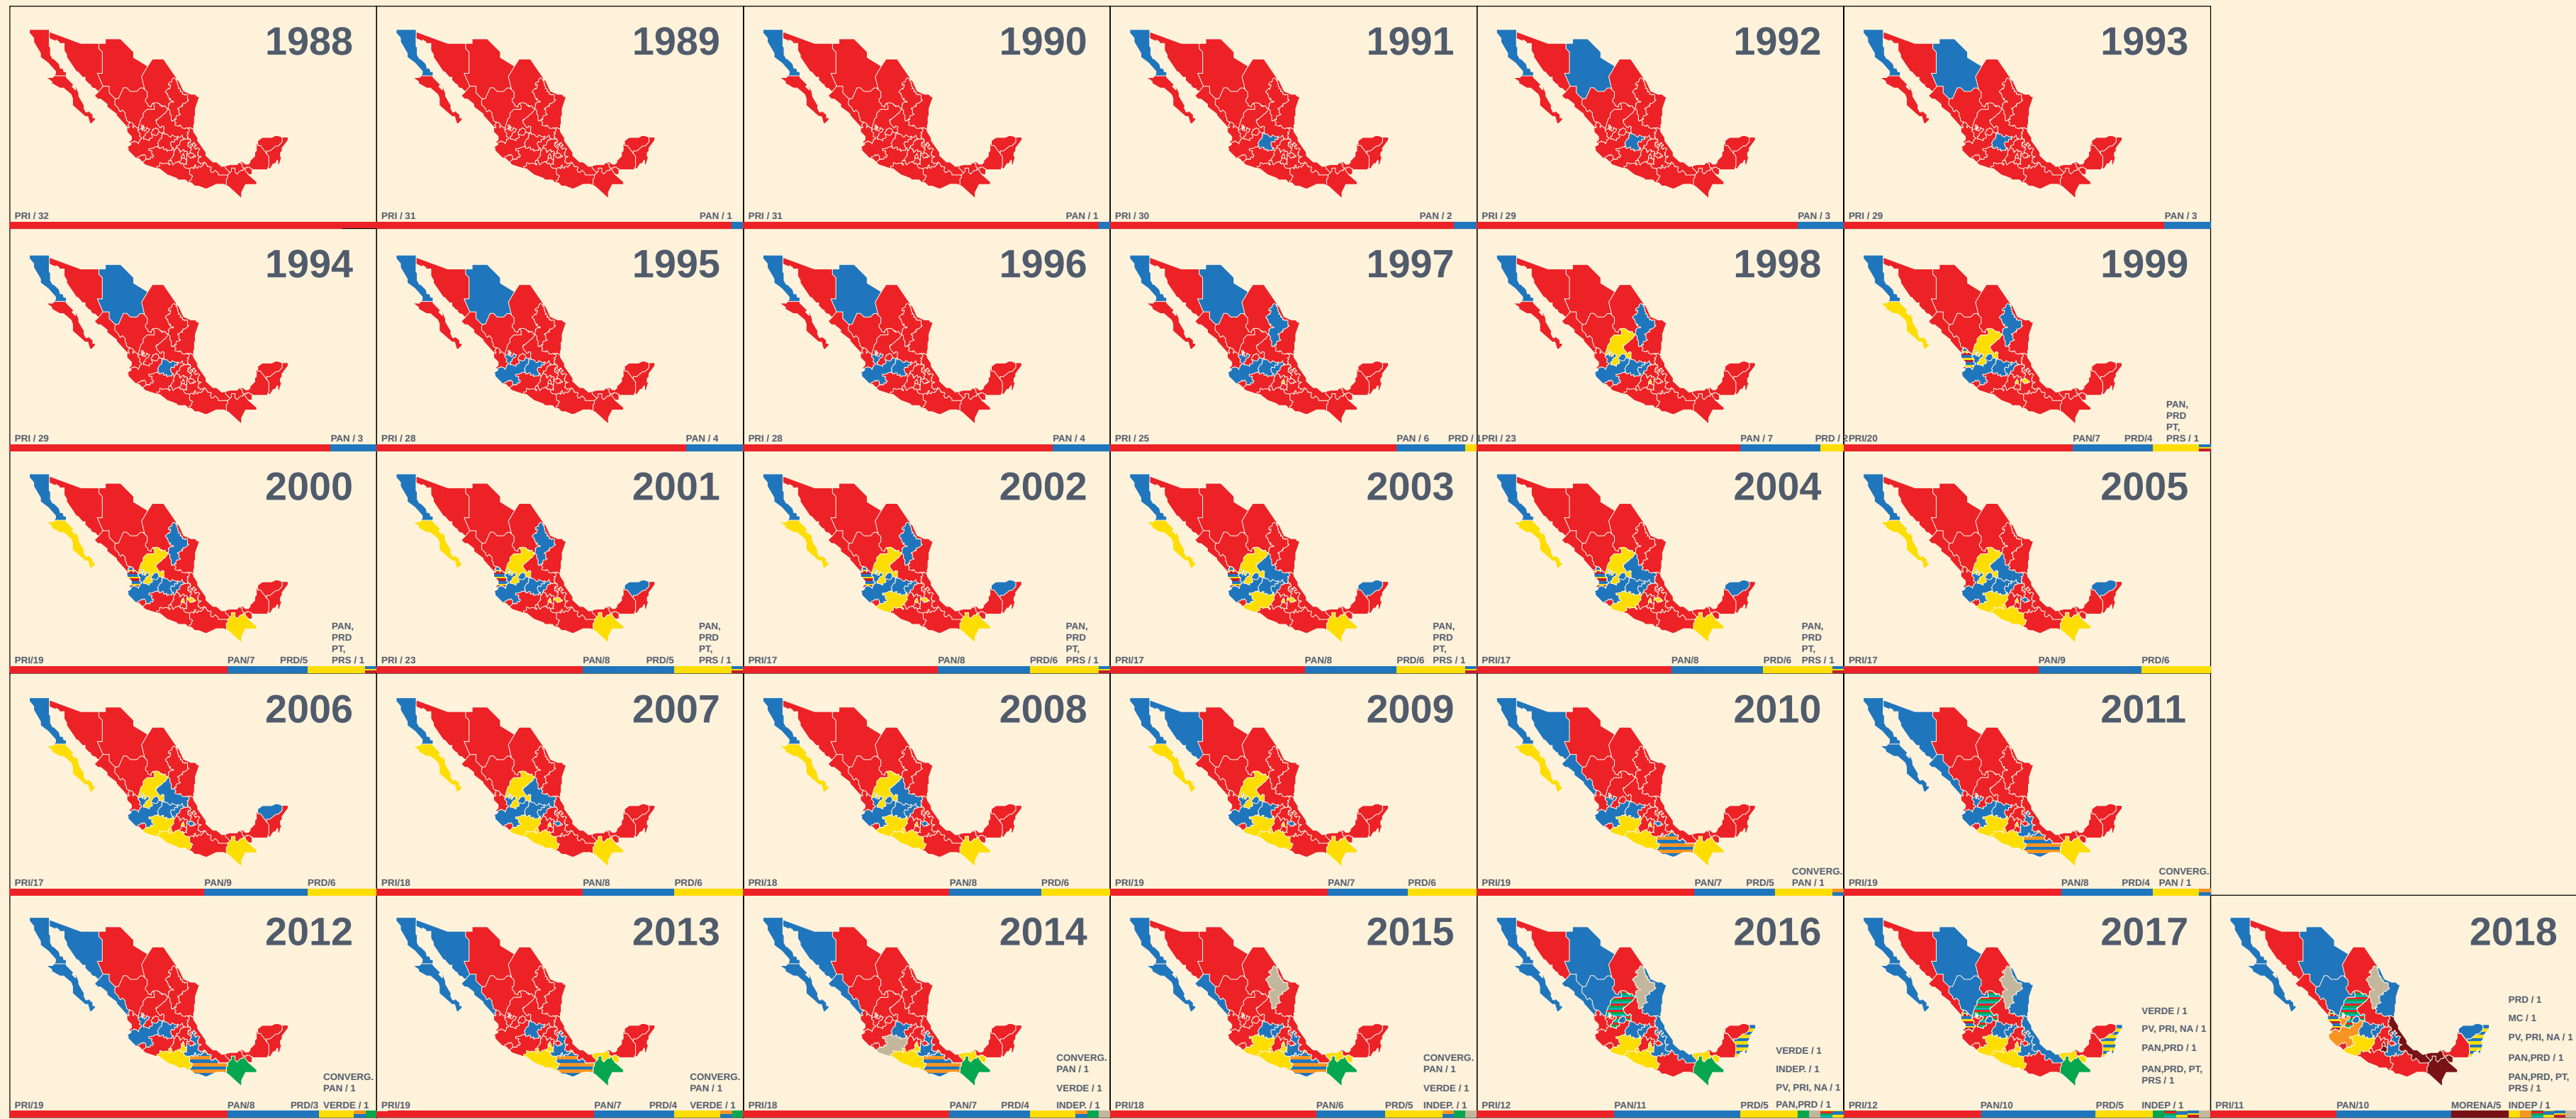 1988
PRI / 32
1989
PRI / 31
PAN / 1
1990
PRI / 31
PAN / 1
1991
PRI / 30
PAN / 2
1992
PRI / 29
PAN / 3
1993
PRI / 29
PAN / 3
1994
PRI / 29
PAN / 3
1995
PRI / 28
PAN / 4
1996
PRI / 28
PAN / 4
1997
PRI / 25
PAN / 6
PRD / 1
1998
PRI / 23
PAN / 7
PRD / 2
1999
PAN,
PRD
PT,
PRI/20
PAN/7
PRD/4
PRS / 1
2000
PAN,
PRD
PT,
PRI/19
PAN/7
PRD/5
PRS / 1
2001
PAN,
PRD
PT,
PRI / 23
PAN/8
PRD/5
PRS / 1
2002
PAN,
PRD
PT,
PRI/17
PAN/8
PRD/6
PRS / 1
2003
PAN,
PRD
PT,
PRI/17
PAN/8
PRD/6
PRS / 1
2004
PAN,
PRD
PT,
PRI/17
PAN/8
PRD/6
PRS / 1
2005
PRI/17
PAN/9
PRD/6
2006
PRI/17
PAN/9
PRD/6
2007
PRI/18
PAN/8
PRD/6
2008
PRI/18
PAN/8
PRD/6
2009
PRI/19
PAN/7
PRD/6
2010
CONVERG.
PRI/19
PAN/7
PRD/5
PAN / 1
2011
CONVERG.
PRI/19
PAN/8
PRD/4
PAN / 1
2012
CONVERG.
PAN / 1
PRI/19
PAN/8
PRD/3
VERDE / 1
2013
CONVERG.
PAN / 1
PRI/19
PAN/7
PRD/4
VERDE / 1
2014
CONVERG.
PAN / 1
VERDE / 1
PRI/18
PAN/7
PRD/4
INDEP. / 1
2015
CONVERG.
PAN / 1
VERDE / 1
PRI/18
PAN/6
PRD/5
INDEP. / 1
2016
VERDE / 1
INDEP. / 1
PV, PRI, NA / 1
PRI/12
PAN/11
PRD/5
PAN,PRD / 1
2017
VERDE / 1
PV, PRI, NA / 1
PAN,PRD / 1
PAN,PRD, PT,
PRS / 1
PRI/12
PAN/10
PRD/5
INDEP / 1
2018
PRD / 1
MC / 1
PV, PRI, NA / 1
PAN,PRD / 1
PAN,PRD, PT,
PRS / 1
PRI/11
PAN/10
MORENA/5
INDEP / 1